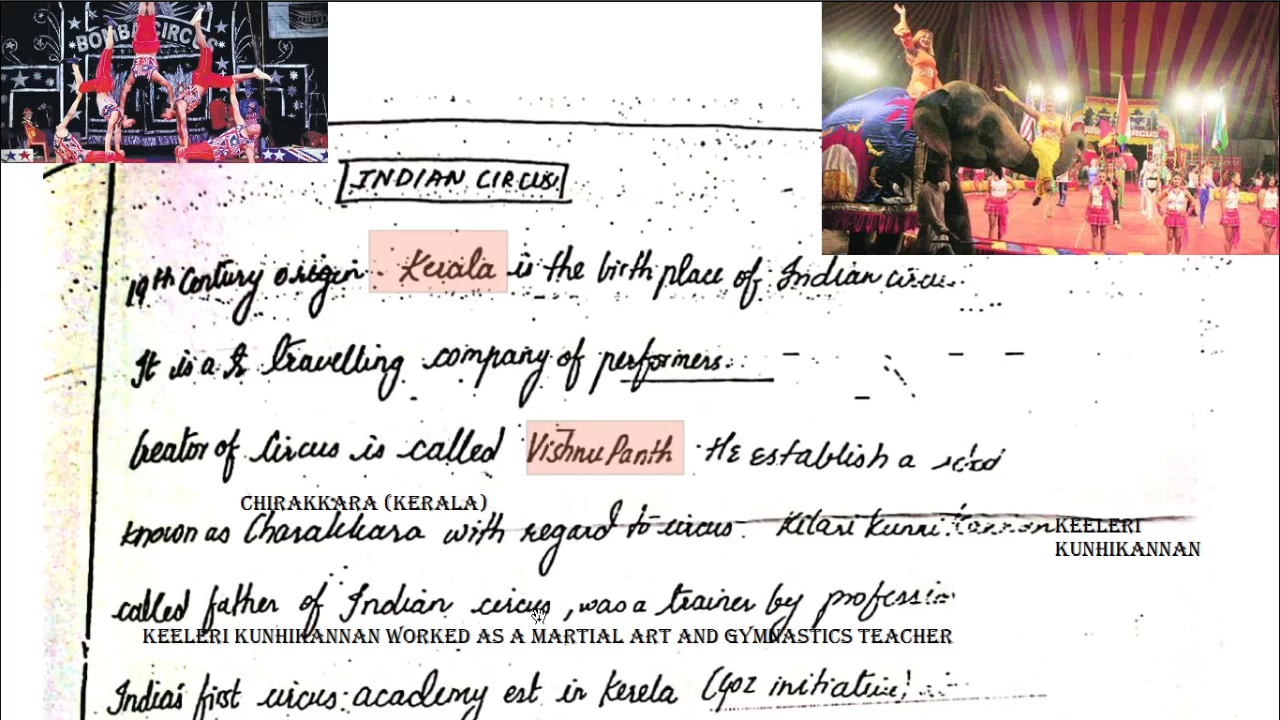 BOMBAY CIRCUS
INDIAN CIRCUS
19th Century origin. Kerala is the birth place of Indian circus.
It is a travelling company of performers.
Creator of Circus is called Vishnu Panth. He establish a
CHIRAKKARA (KERALA)
known as Charakkara with regard to circus. Kilari Kunni Kannan
KEELERI
KUNHIKANNAN
called father of Indian circus, was a trainer by profession
KEELERI KUNHIKANNAN WORKED AS A MARTIAL ART AND GYMNASTICS TEACHER
India's first circus academy est in Kerela (govt initiative)